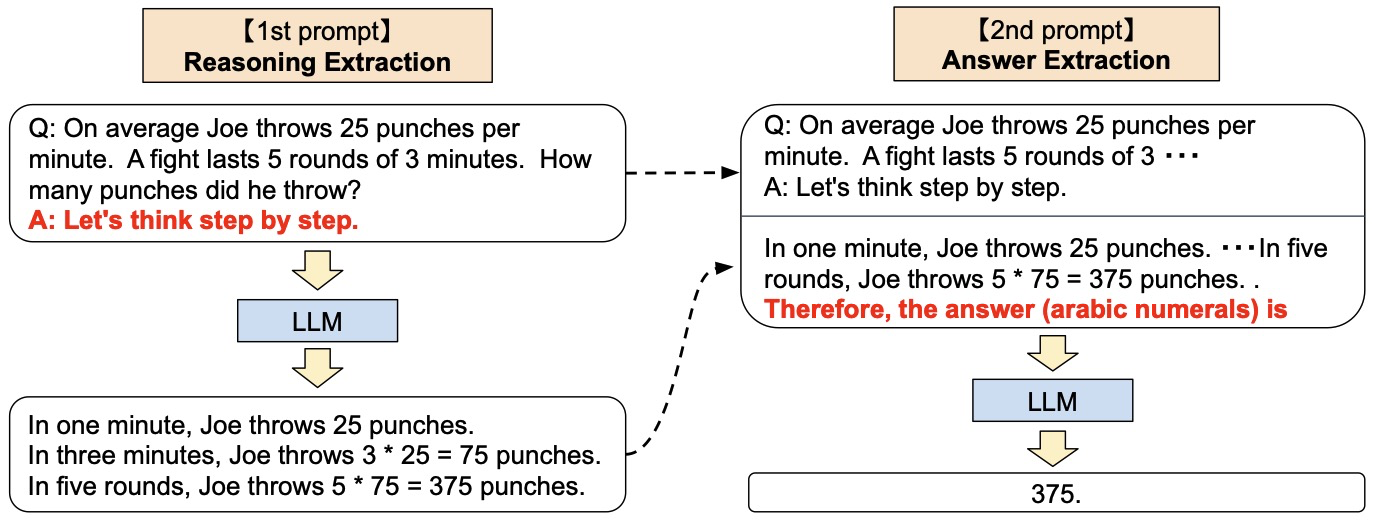 【1st prompt】
Reasoning Extraction
Q: On average Joe throws 25 punches per
minute.  A fight lasts 5 rounds of 3 minutes.  How
many punches did he throw?
A: Let's think step by step.
LLM
In one minute, Joe throws 25 punches.
In three minutes, Joe throws 3 * 25 = 75 punches.
In five rounds, Joe throws 5 * 75 = 375 punches.
【2nd prompt】
Answer Extraction
Q: On average Joe throws 25 punches per
minute.  A fight lasts 5 rounds of 3 ･･･
A: Let's think step by step.
In one minute, Joe throws 25 punches. ･･･In five
rounds, Joe throws 5 * 75 = 375 punches. .
Therefore, the answer (arabic numerals) is
LLM
375.